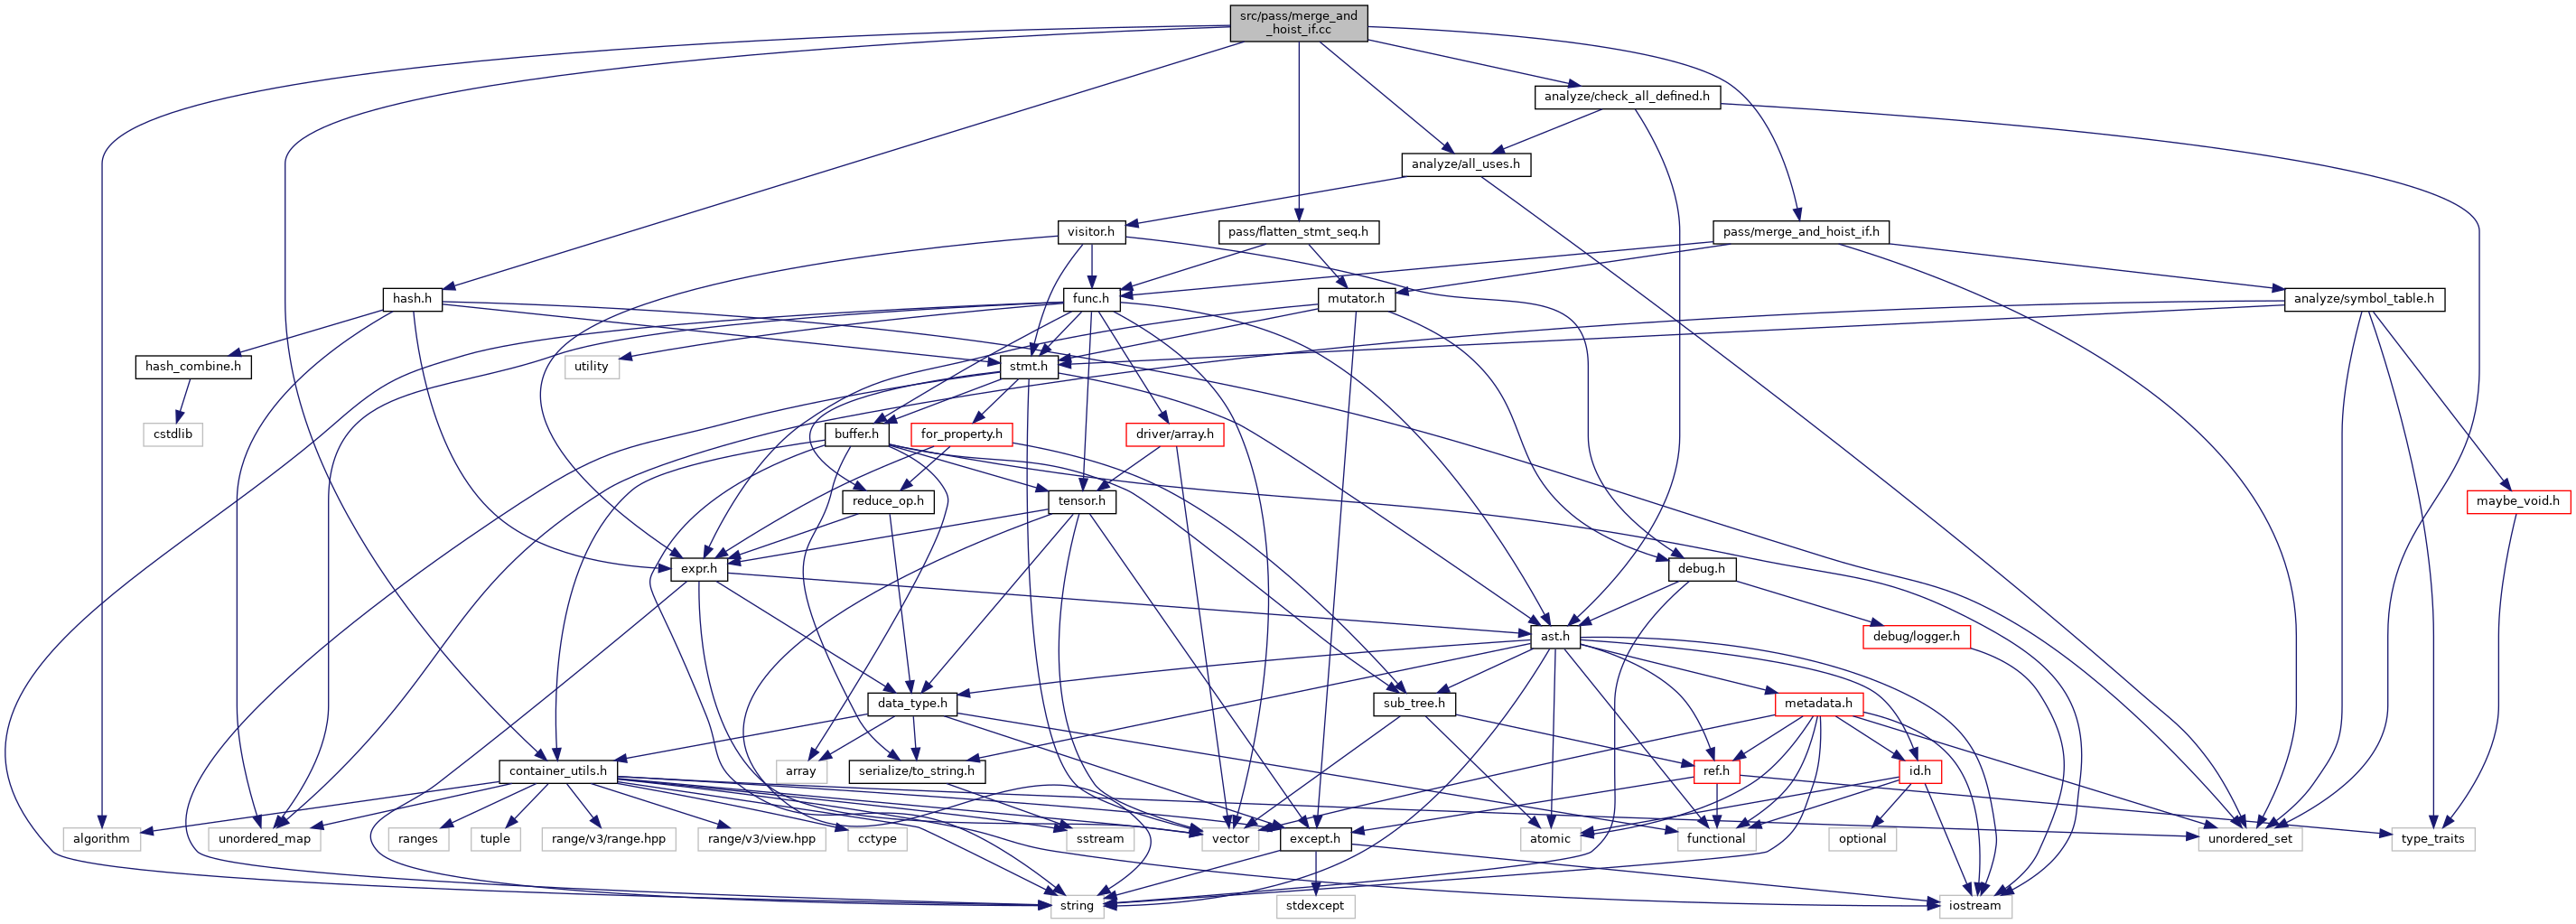 src/pass/merge_and
_hoist_if.cc
analyze/check_all_defined.h
analyze/all_uses.h
visitor.h
pass/flatten_stmt_seq.h
pass/merge_and_hoist_if.h
hash.h
func.h
mutator.h
analyze/symbol_table.h
hash_combine.h
utility
stmt.h
cstdlib
buffer.h
for_property.h
driver/array.h
reduce_op.h
tensor.h
maybe_void.h
expr.h
debug.h
ast.h
debug/logger.h
data_type.h
sub_tree.h
metadata.h
container_utils.h
array
serialize/to_string.h
ref.h
id.h
algorithm
unordered_map
ranges
tuple
range/v3/range.hpp
range/v3/view.hpp
cctype
sstream
vector
except.h
atomic
functional
optional
unordered_set
type_traits
string
stdexcept
iostream